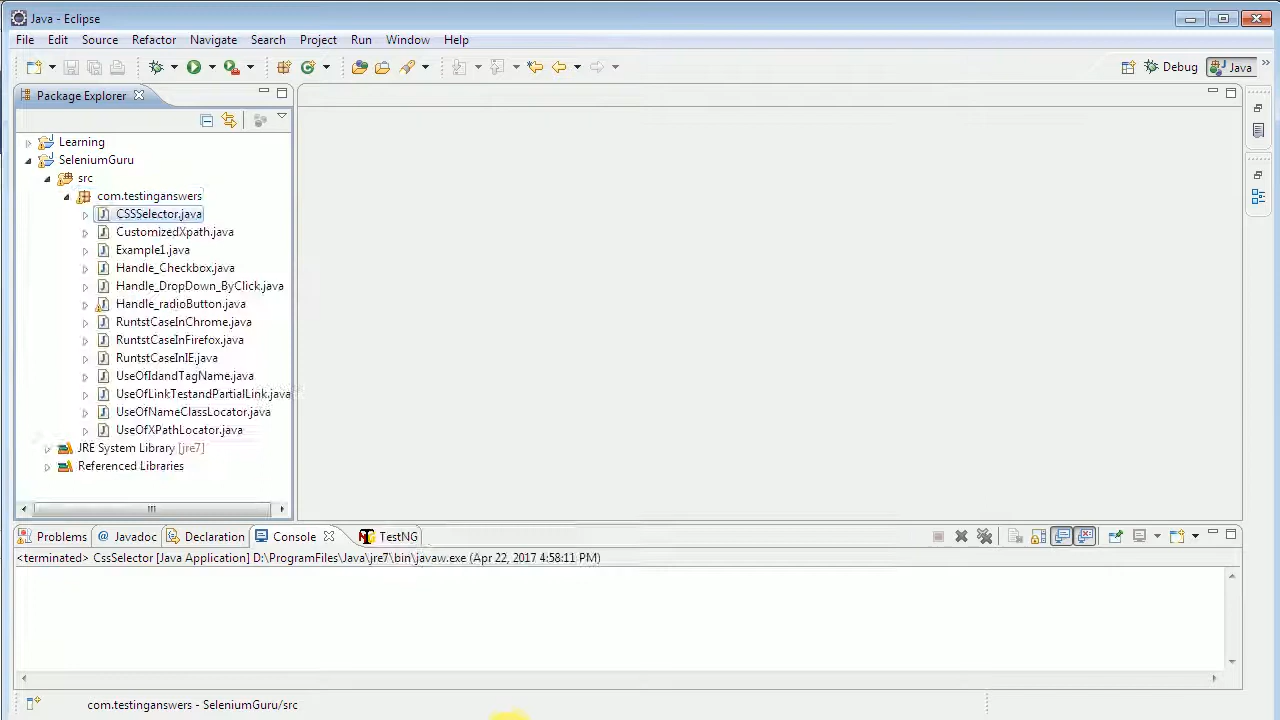 Java - Eclipse
File Edit Source Refactor Navigate Search Project Run Window Help
Debug Java
Package Explorer
Learning
SeleniumGuru
src
com.testinganswers
CSSSelector.java
CustomizedXpath.java
Example1.java
Handle_Checkbox.java
Handle_DropDown_ByClick.java
Handle_radioButton.java
RuntstCaseInChrome.java
RuntstCaseInFirefox.java
RuntstCaseInIE.java
UseOfIdandTagName.java
UseOfLinkTestandPartialLink.java
UseOfNameClassLocator.java
UseOfXPathLocator.java
JRE System Library [jre7]
Referenced Libraries
Problems @ Javadoc Declaration Console TestNG
<terminated> CssSelector [Java Application] D:\ProgramFiles\Java\jre7\bin\javaw.exe (Apr 22, 2017 4:58:11 PM)
com.testinganswers - SeleniumGuru/src